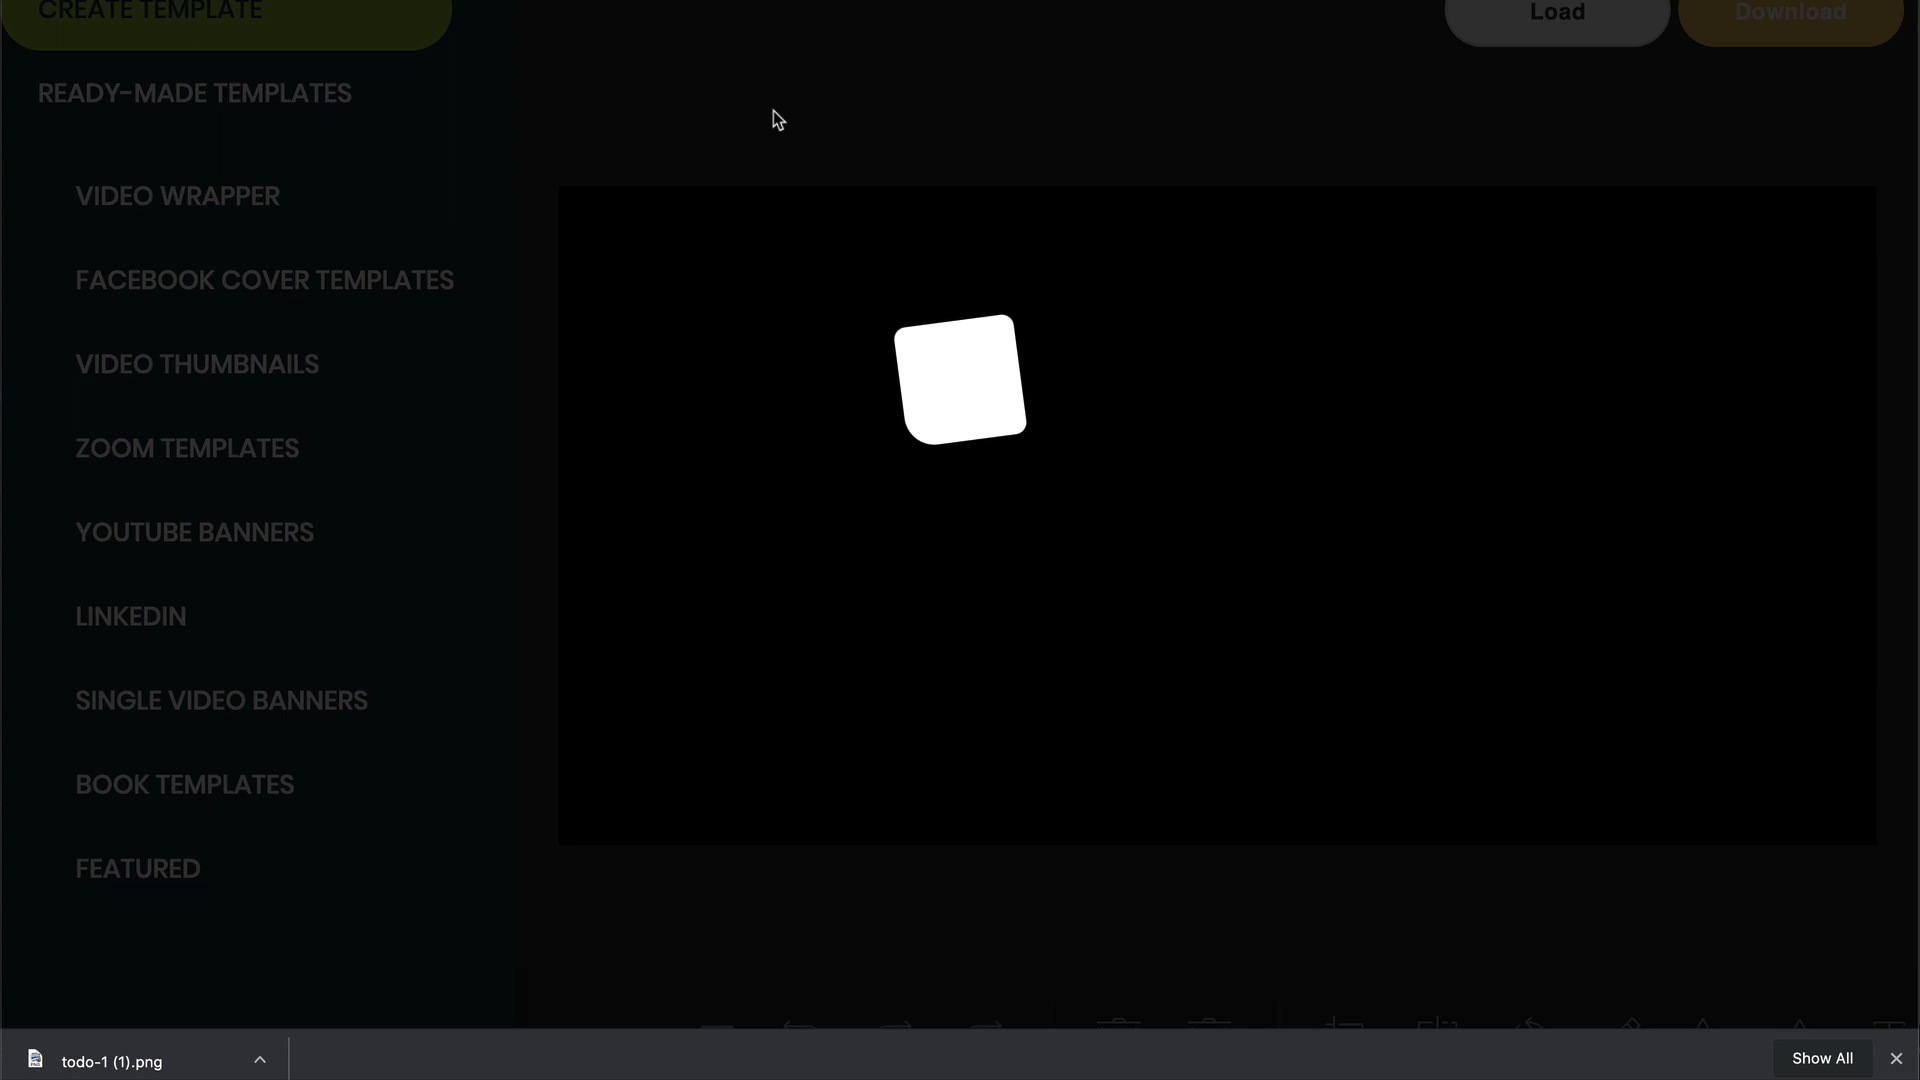 CREATE TEMPLATE
Load
Download
READY-MADE TEMPLATES
VIDEO WRAPPER
FACEBOOK COVER TEMPLATES
VIDEO THUMBNAILS
ZOOM TEMPLATES
YOUTUBE BANNERS
LINKEDIN
SINGLE VIDEO BANNERS
BOOK TEMPLATES
FEATURED
todo-1 (1).png
Show All